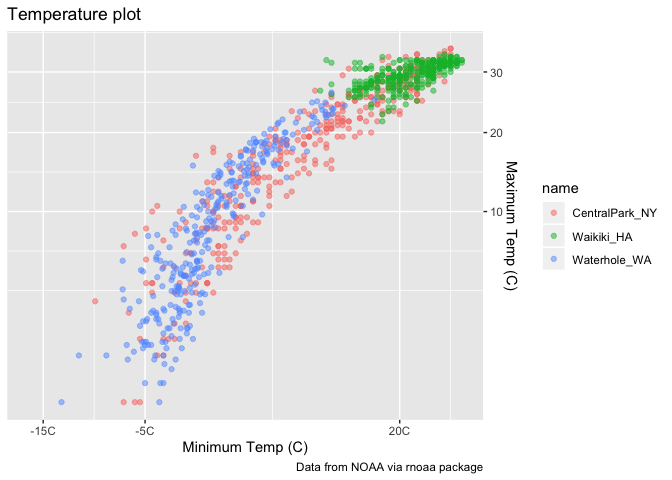 Temperature plot
30
20
10
Maximum Temp (C)
name
CentralPark_NY
Waikiki_HA
Waterhole_WA
-15C
-5C
20C
Minimum Temp (C)
Data from NOAA via rnoaa package